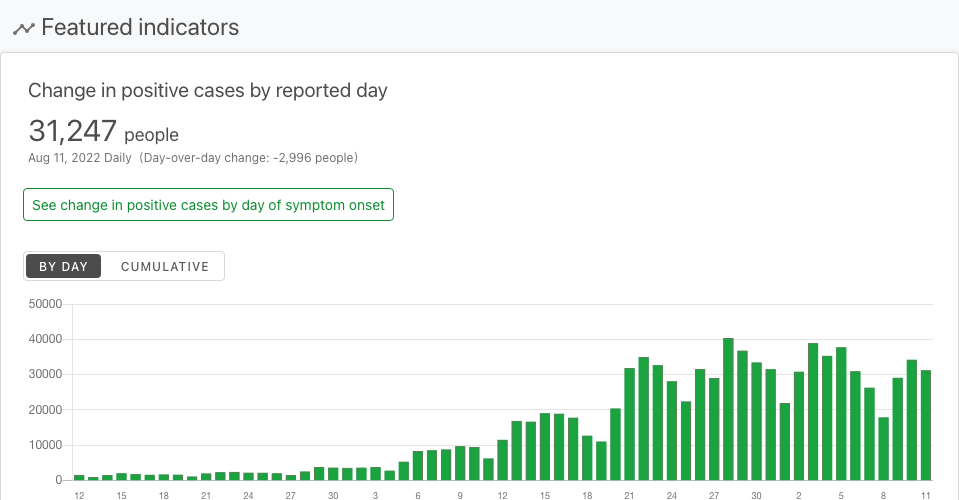 Featured indicators
Change in positive cases by reported day
31,247 people
Aug 11, 2022 Daily (Day-over-day change: -2,996 people)
See change in positive cases by day of symptom onset
BY DAY CUMULATIVE
50000
40000
30000
20000
10000
0
12 15 18 21 24 27 30 3 6 9 12 15 18 21 24 27 30 2 5 8 11